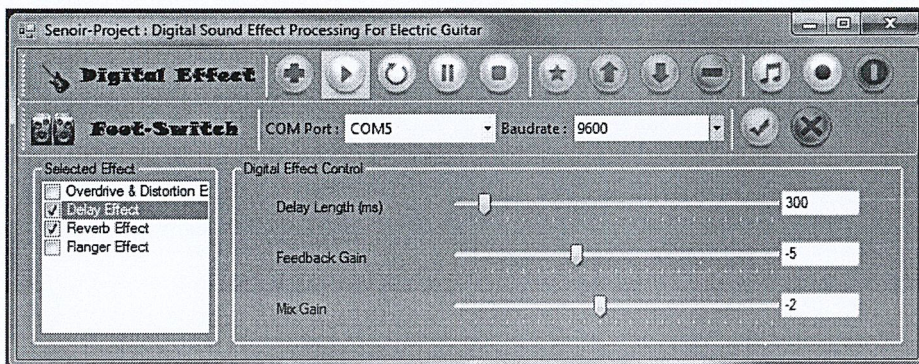 Senoir-Project : Digital Sound Effect Processing For Electric Guitar
Digital Effect
Foot-Switch COM Port : COM5 Baudrate : 9600
Selected Effect
Overdrive & Distortion E
Delay Effect
Reverb Effect
Flanger Effect
Digital Effect Control
Delay Length (ms) 300
Feedback Gain -5
Mix Gain -2